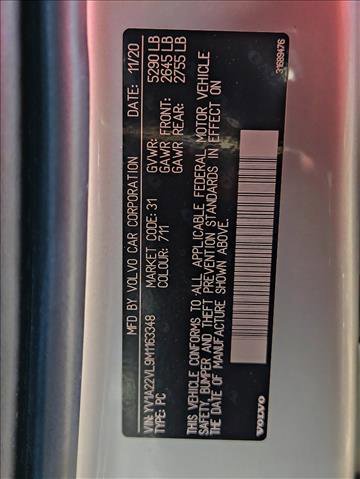 MFD BY VOLVO CAR CORPORATION DATE: 11/20
MARKET CODE: 31 GVWR: 5290 LB
COLOUR: 711 GAWR FRONT: 2645 LB
GAWR REAR: 2755 LB
VIN: YV1A22VL9M1163348
TYPE: PC
THIS VEHICLE CONFORMS TO ALL APPLICABLE FEDERAL MOTOR VEHICLE
SAFETY, BUMPER AND THEFT PREVENTION STANDARDS IN EFFECT ON
DATE OF MANUFACTURE SHOWN ABOVE.
VOLVO 31689476